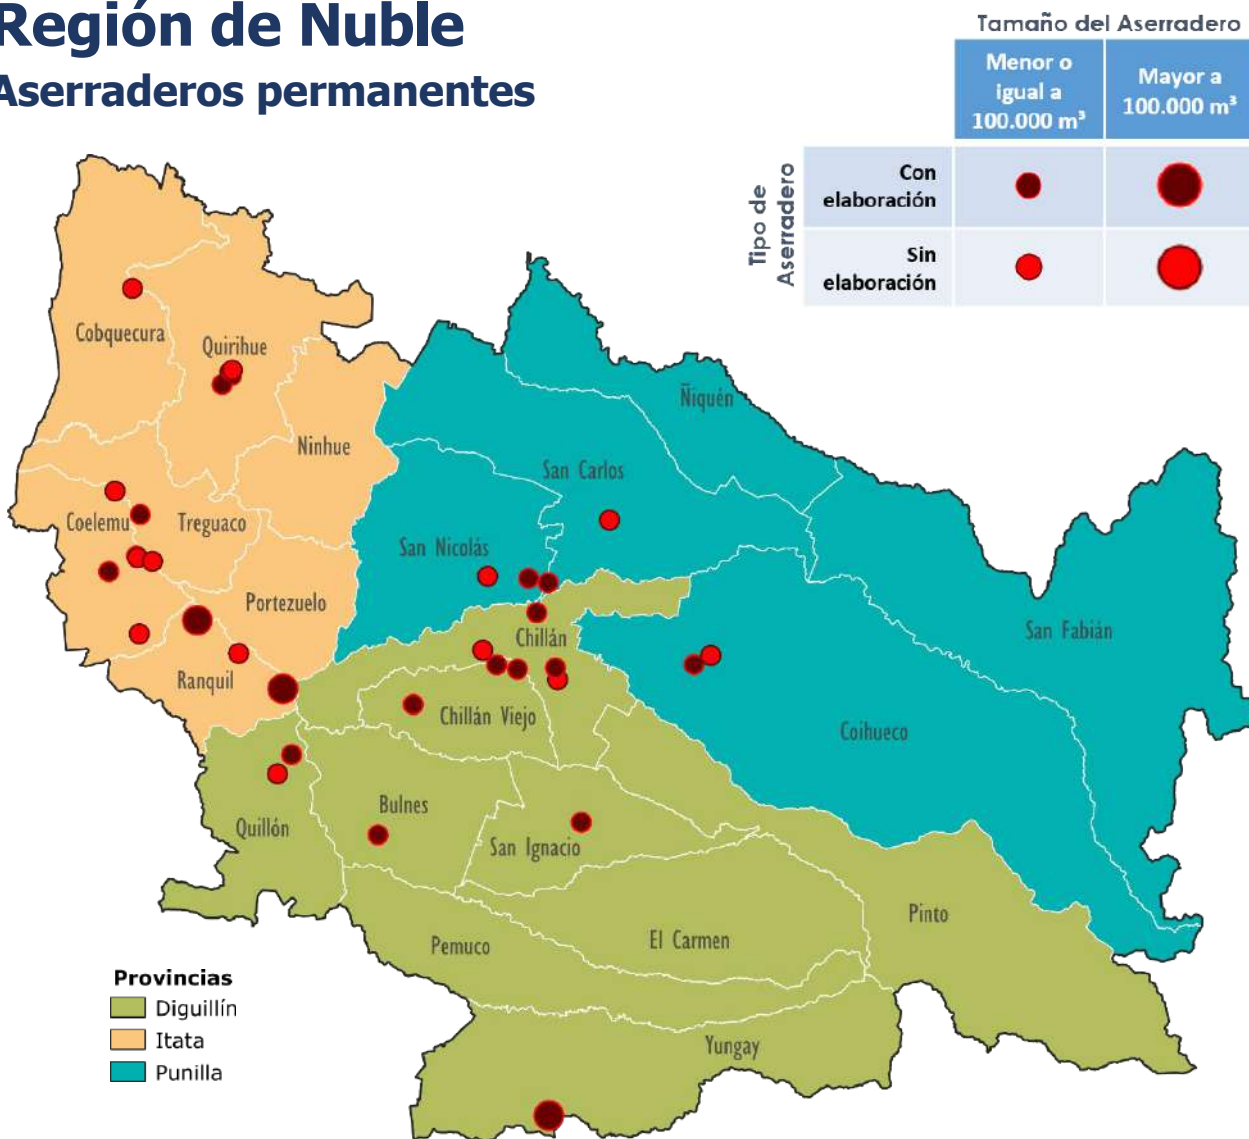 Región de Nuble
Aserraderos permanentes
Tamaño del Aserradero
Menor o
igual a
100.000 m³
Mayor a
100.000 m³
Tipo de
Aserradero
Con
elaboración
Sin
elaboración
Cobquecura
Quirihue
Ninhue
Ñiquén
San Carlos
Coelemu
Treguaco
San Nicolás
Portezuelo
San Fabián
Chillán
Ranquil
Chillán Viejo
Coihueco
Bulnes
Quillón
San Ignacio
Pinto
El Carmen
Pemuco
Yungay
Provincias
Diguillín
Itata
Punilla